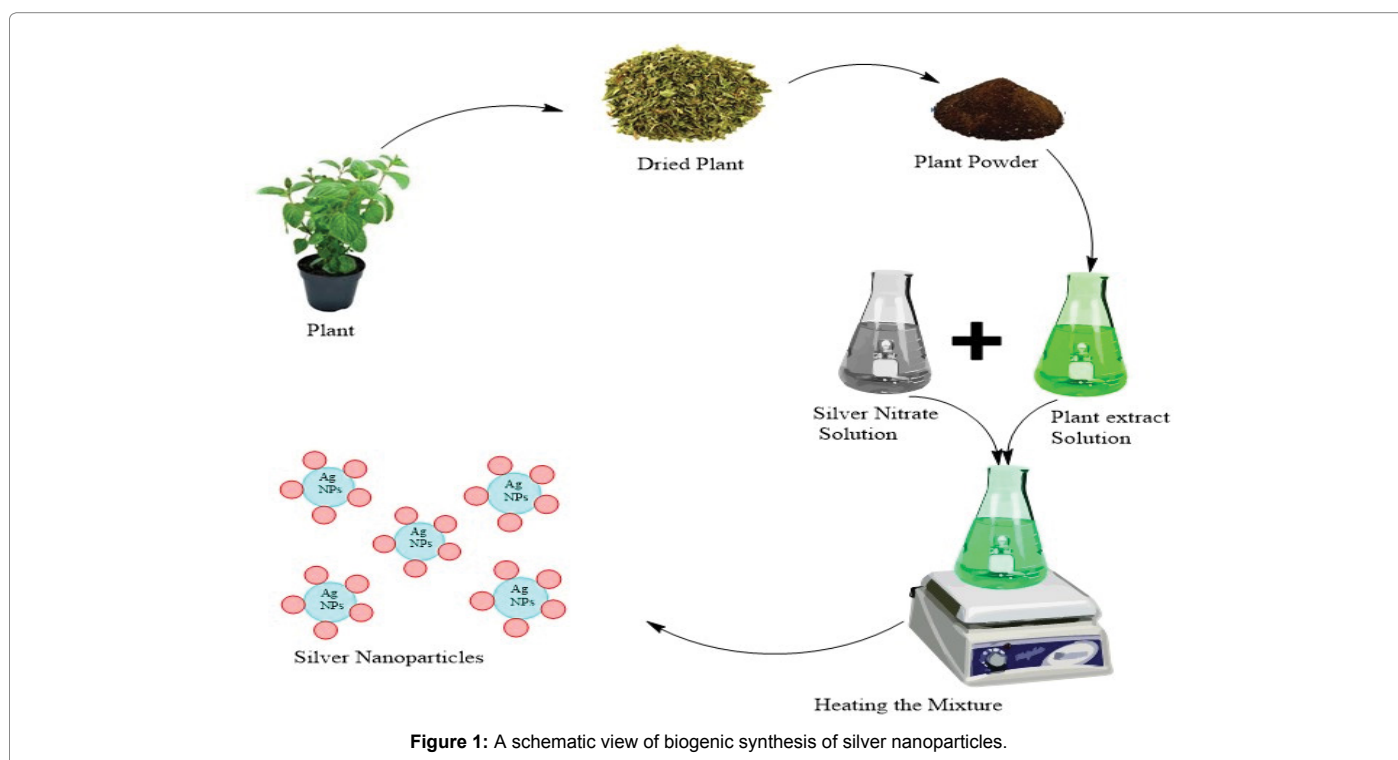 Dried Plant
Plant Powder
Plant
Silver Nitrate
Solution
Plant extract
Solution
Ag
NPs
Ag
NPs
Ag
NPs
Ag
NPs
Ag
NPs
Silver Nanoparticles
Heating the Mixture
Figure 1: A schematic view of biogenic synthesis of silver nanoparticles.